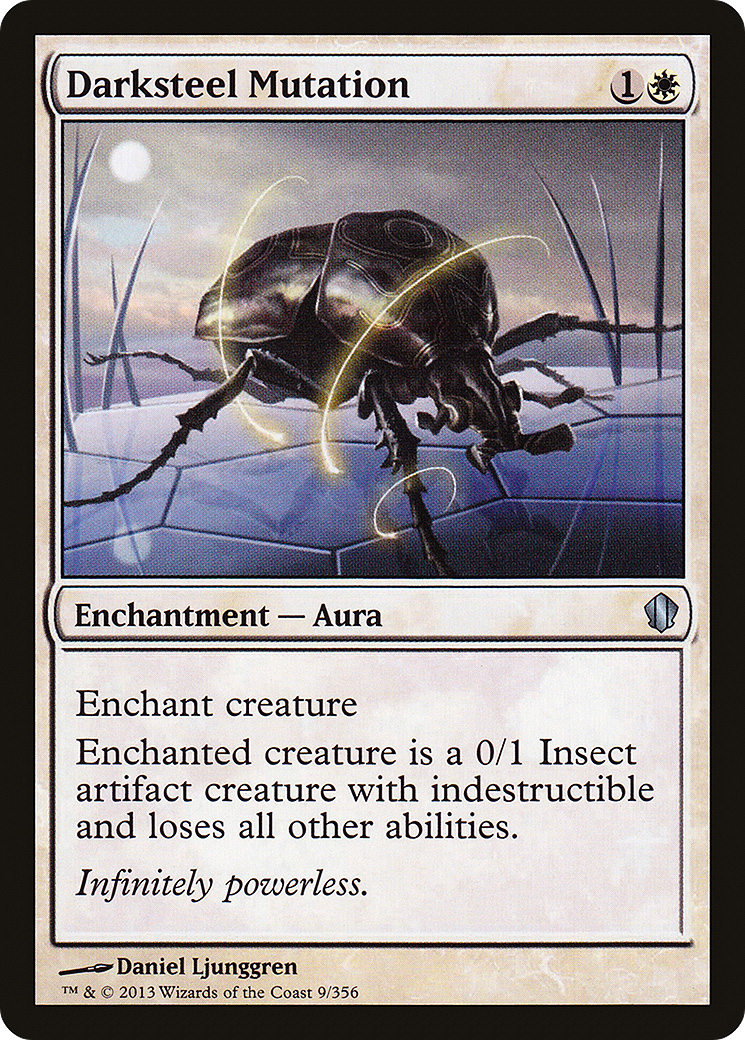 Darksteel Mutation 1
Enchantment — Aura
Enchant creature
Enchanted creature is a 0/1 Insect
artifact creature with indestructible
and loses all other abilities.
Infinitely powerless.
Daniel Ljunggren
™ & © 2013 Wizards of the Coast 9/356